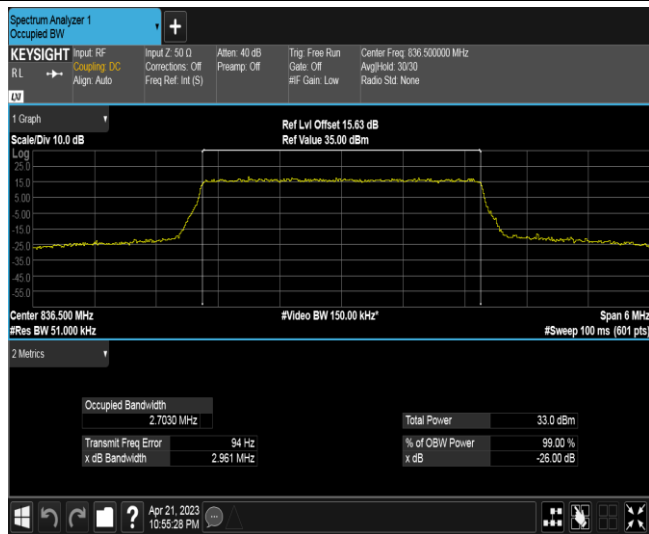 Spectrum Analyzer 1
Occupied BW
+
KEYSIGHT Input: RF Input Z: 50 Ω Atten: 40 dB Trig: Free Run Center Freq: 836.500000 MHz
RL Coupling: DC Corrections: Off Preamp: Off Gate: Off Avg|Hold: 30/30
Align: Auto Freq Ref: Int (S) #IF Gain: Low Radio Std: None
LXI
1 Graph
Ref Lvl Offset 15.63 dB
Scale/Div 10.0 dB Ref Value 35.00 dBm
Log
25.0
15.0
5.00
-5.00
-15.0
-25.0
-35.0
-45.0
-55.0
Center 836.500 MHz #Video BW 150.00 kHz* Span 6 MHz
#Res BW 51.000 kHz #Sweep 100 ms (601 pts)
2 Metrics
Occupied Bandwidth
2.7030 MHz Total Power 33.0 dBm
Transmit Freq Error 94 Hz % of OBW Power 99.00 %
x dB Bandwidth 2.961 MHz x dB -26.00 dB
? Apr 21, 2023
10:55:28 PM